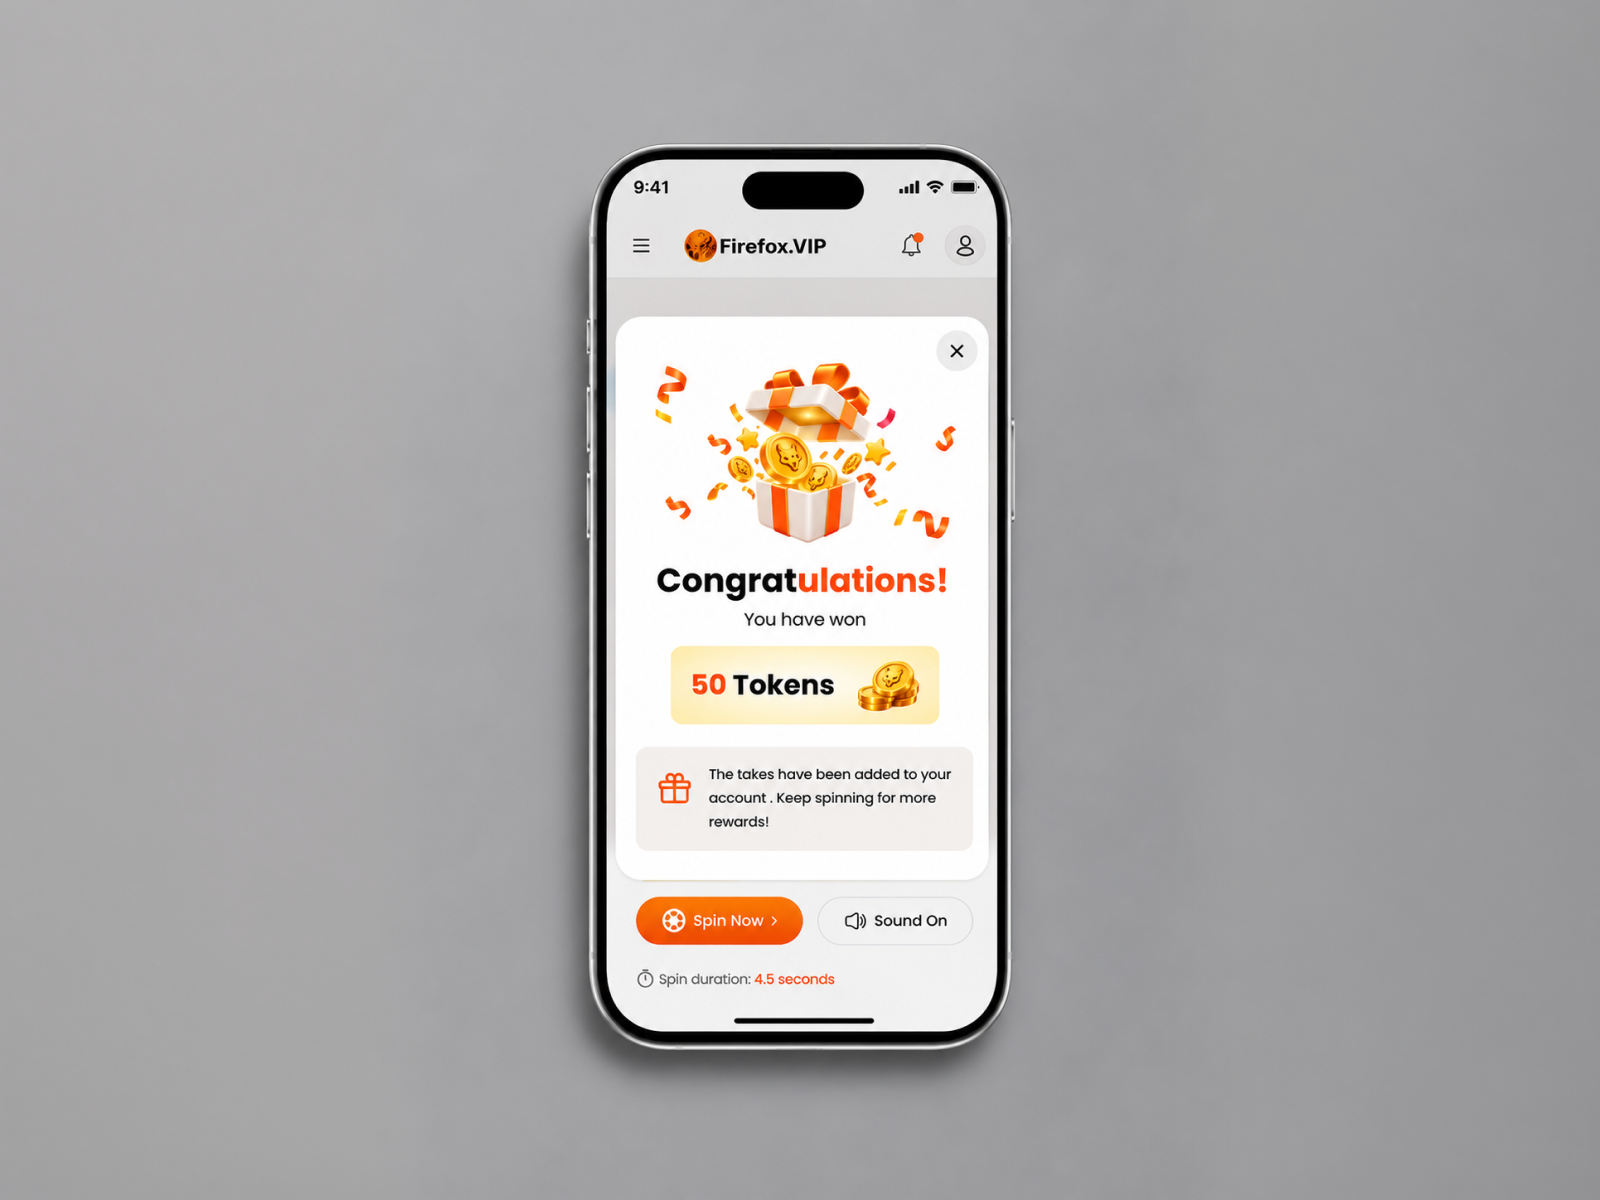 9:41
Firefox.VIP
Congratulations!
You have won
50 Tokens
The takes have been added to your
account . Keep spinning for more
rewards!
Spin Now
Sound On
Spin duration: 4.5 seconds